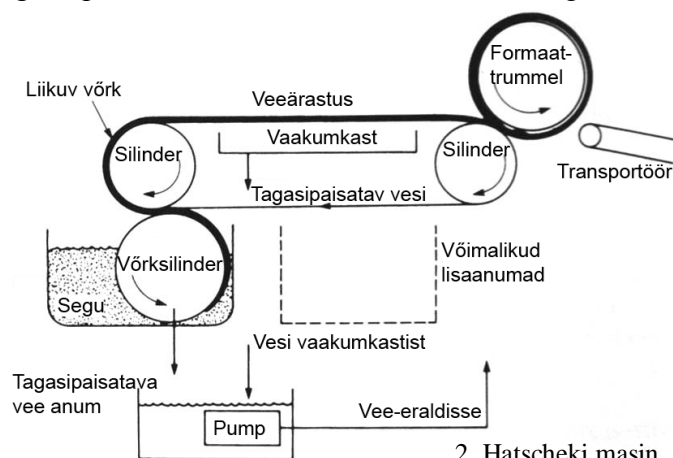 Formaat-
trummel
Liikuv võrk
Veeärastus
Vaakumkast
Silinder
Silinder
Transportöör
Tagasipaisatav vesi
Võimalikud
lisaanumad
Võrksilinder
Segu
Vesi vaakumkastist
Tagasipaisatava
vee anum
Vee-eraldisse
Pump
2. Hatscheki masin